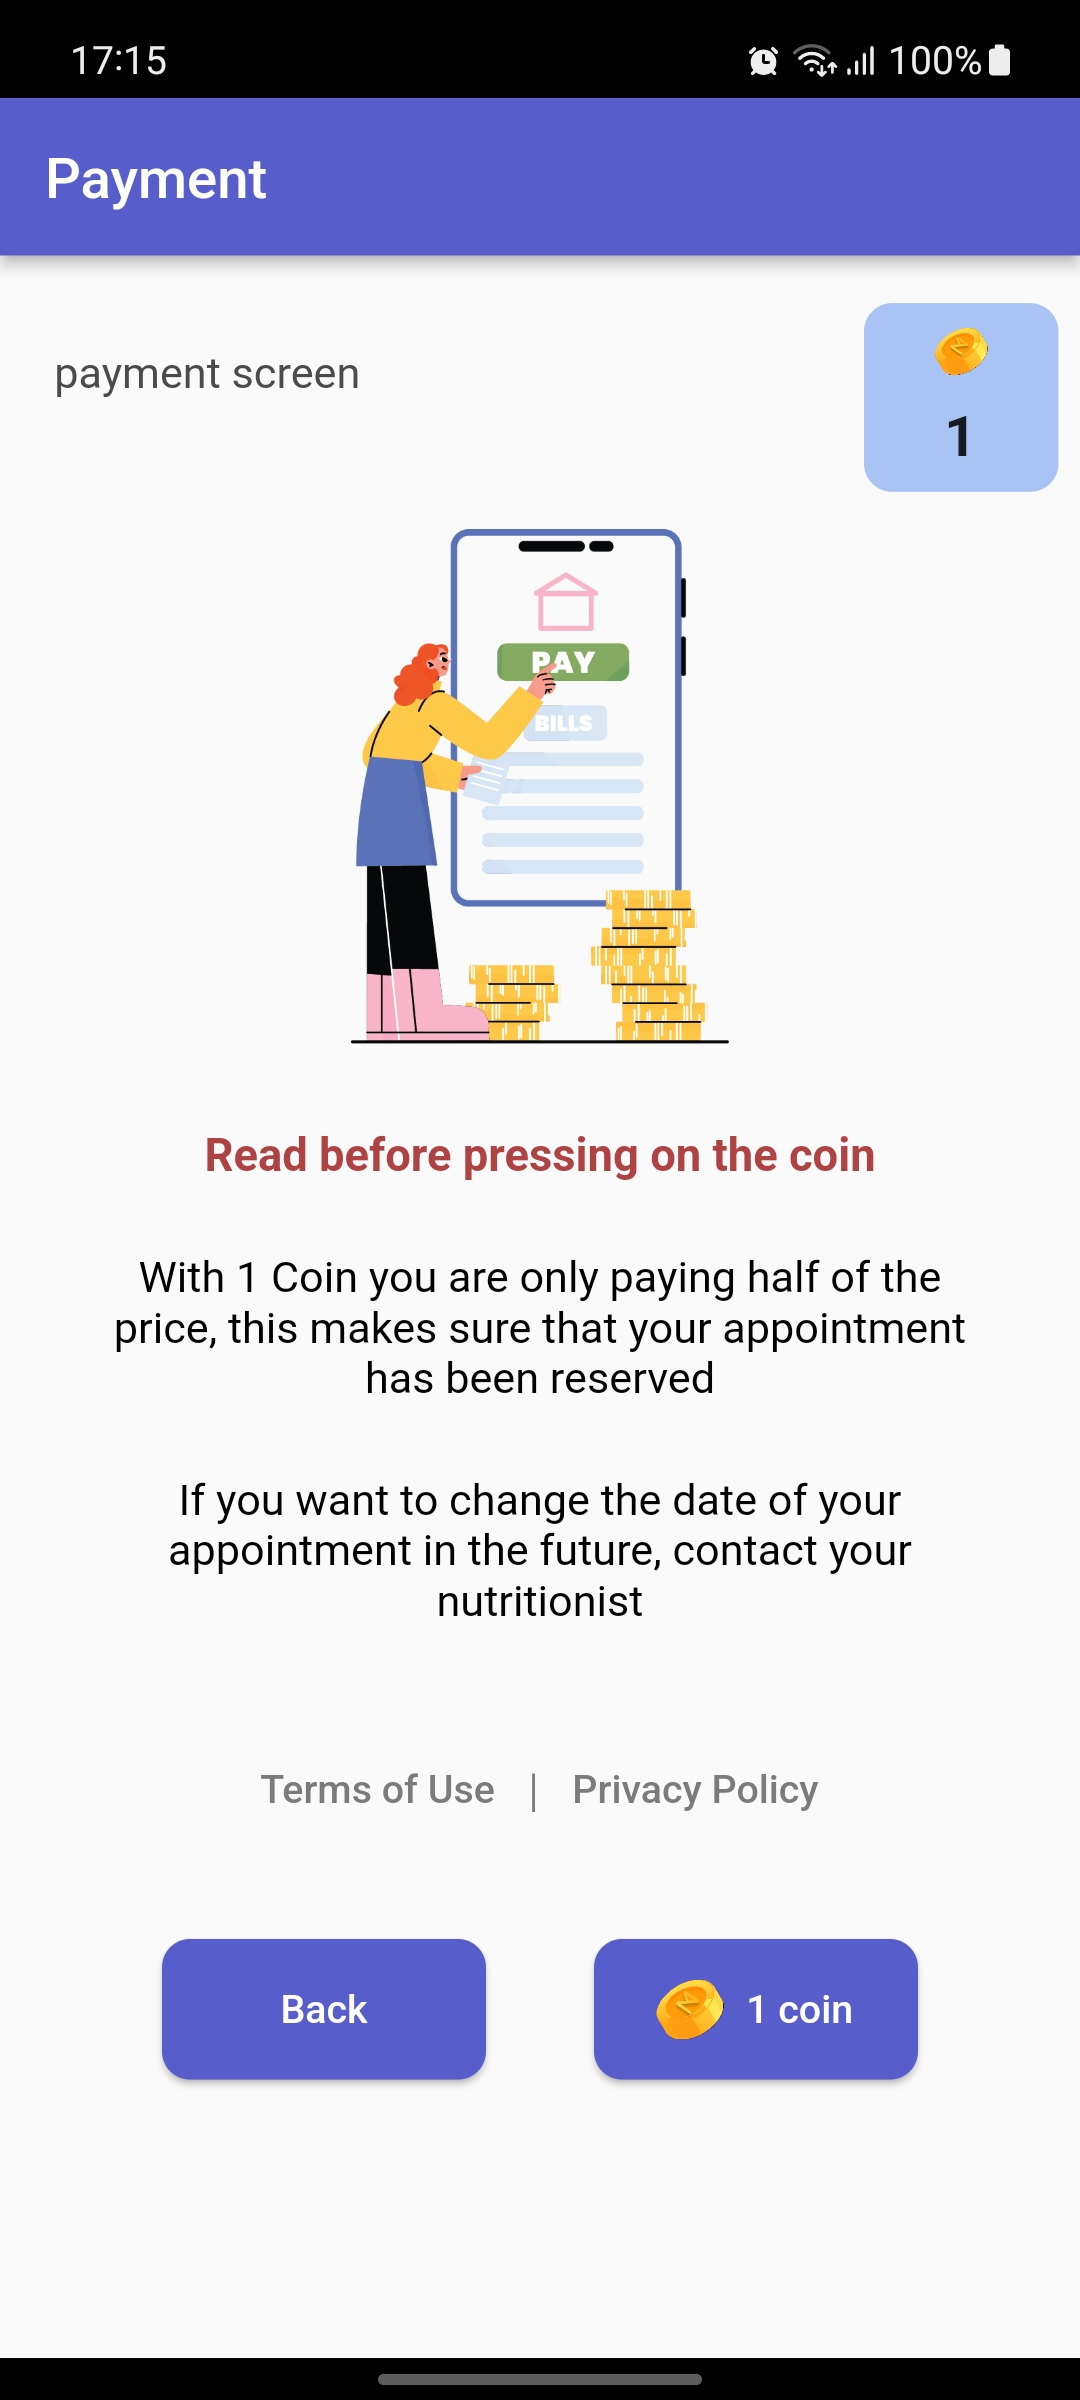 17:15
100%
Payment
payment screen
1
PAY
BILLS
Read before pressing on the coin
With 1 Coin you are only paying half of the
price, this makes sure that your appointment
has been reserved
If you want to change the date of your
appointment in the future, contact your
nutritionist
Terms of Use | Privacy Policy
Back
1 coin